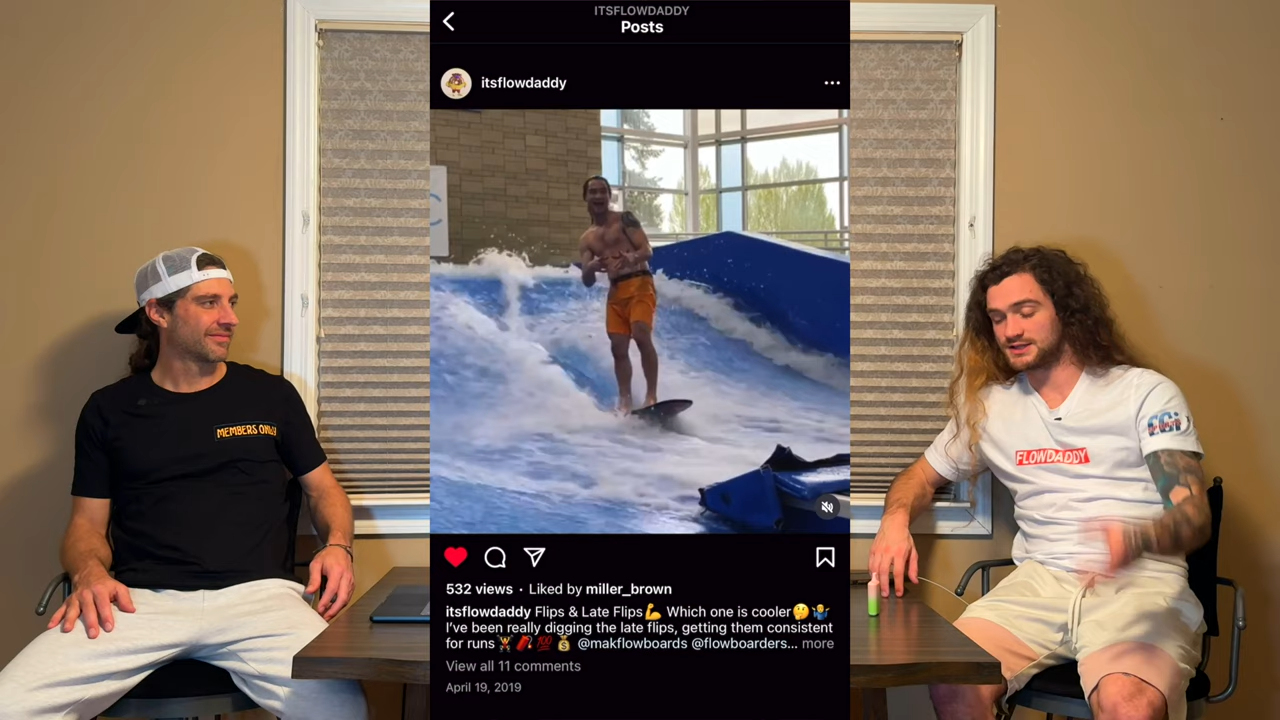 ITSFLOWDADDY
Posts
itsflowdaddy
MEMBERS ONLY
FLOWDADDY
532 views · Liked by miller_brown
itsflowdaddy Flips & Late Flips💪 Which one is cooler🤔🤷‍♂️
I've been really digging the late flips, getting them consistent
for runs🏋️🧨💯💰 @makflowboards @flowboarders... more
View all 11 comments
April 19, 2019